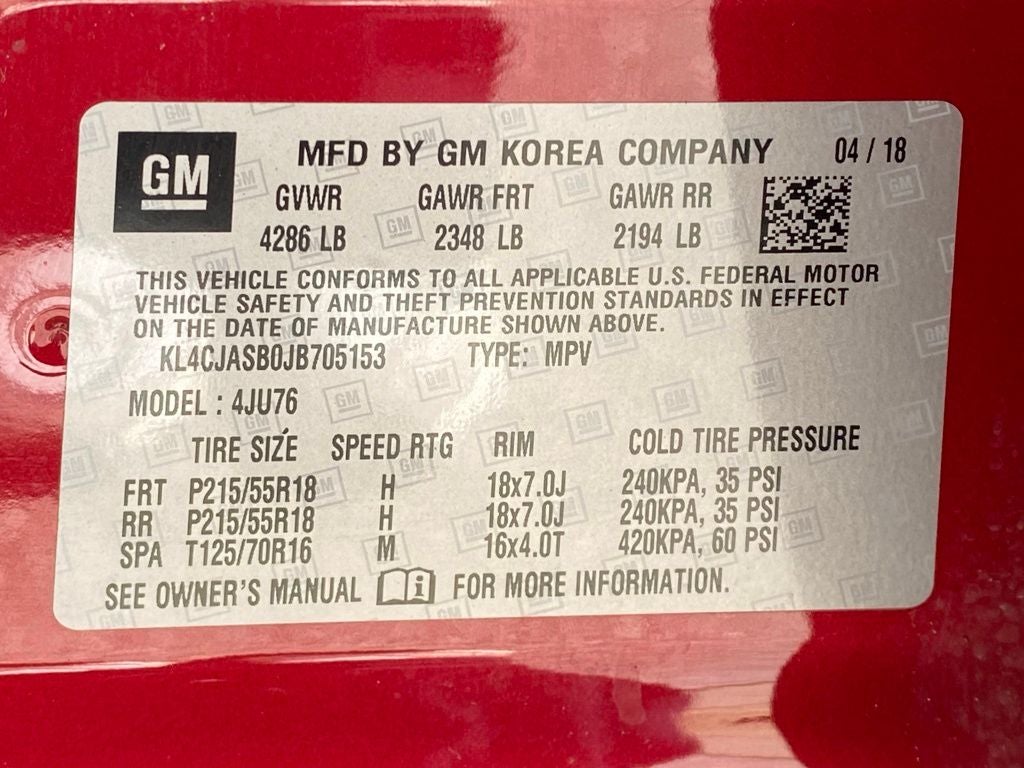 GM
MFD BY GM KOREA COMPANY 04 / 18
GVWR GAWR FRT GAWR RR
4286 LB 2348 LB 2194 LB
THIS VEHICLE CONFORMS TO ALL APPLICABLE U.S. FEDERAL MOTOR
VEHICLE SAFETY AND THEFT PREVENTION STANDARDS IN EFFECT
ON THE DATE OF MANUFACTURE SHOWN ABOVE.
KL4CJASB0JB705153 TYPE: MPV
MODEL : 4JU76
TIRE SIZE SPEED RTG RIM COLD TIRE PRESSURE
FRT P215/55R18 H 18x7.0J 240KPA, 35 PSI
RR P215/55R18 H 18x7.0J 240KPA, 35 PSI
SPA T125/70R16 M 16x4.0T 420KPA, 60 PSI
SEE OWNER'S MANUAL i FOR MORE INFORMATION.